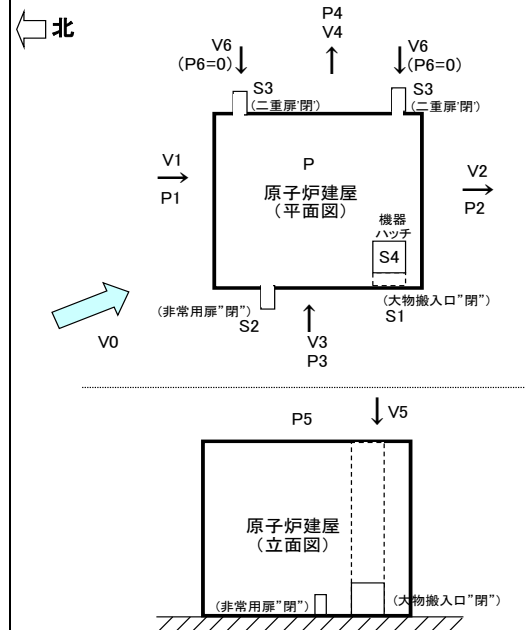 北
P4
V4
V6
(P6=0)
V6
(P6=0)
S3
(二重扉'閉')
S3
(二重扉'閉')
V1
P1
P
原子炉建屋
(平面図)
V2
P2
機器
ハッチ
S4
(非常用扉"閉")
S2
(大物搬入口"閉")
S1
V0
V3
P3
P5
V5
原子炉建屋
(立面図)
(非常用扉"閉")
(大物搬入口"閉")